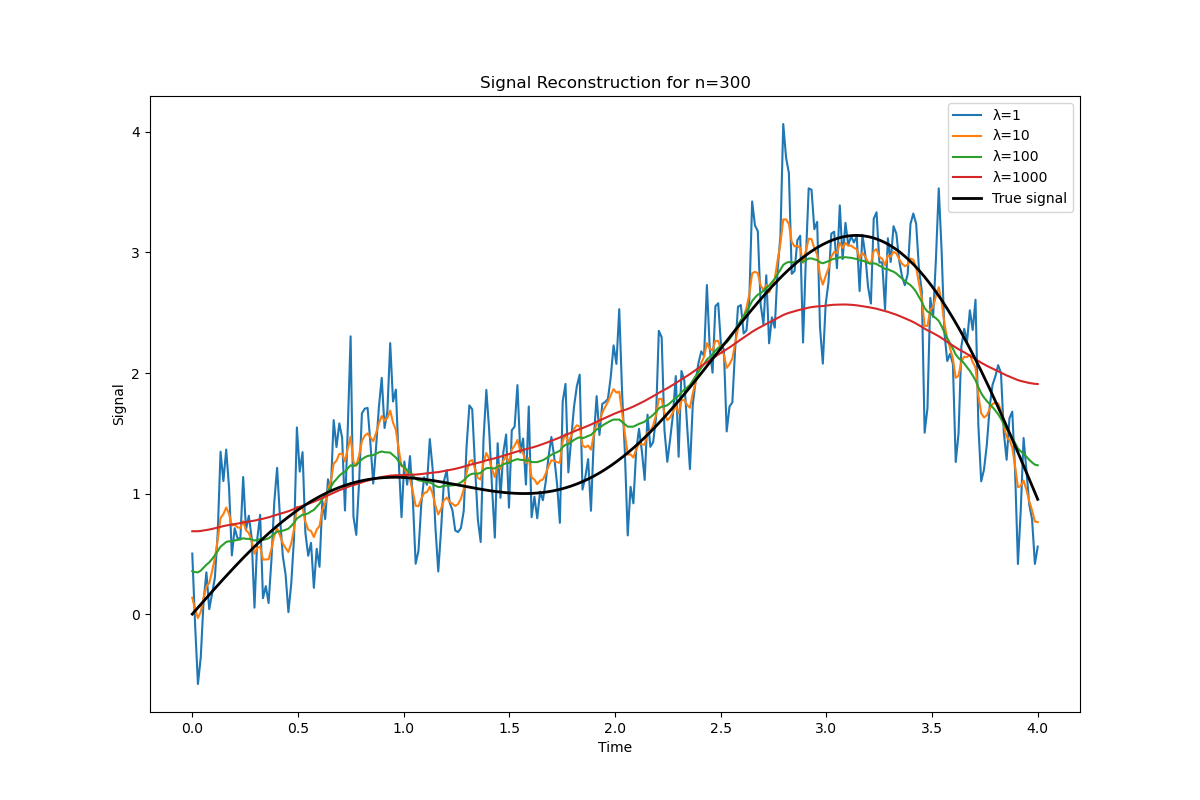 Signal Reconstruction for n=300
λ=1
λ=10
λ=100
λ=1000
True signal
Signal
4
3
2
1
0
0.0 0.5 1.0 1.5 2.0 2.5 3.0 3.5 4.0
Time